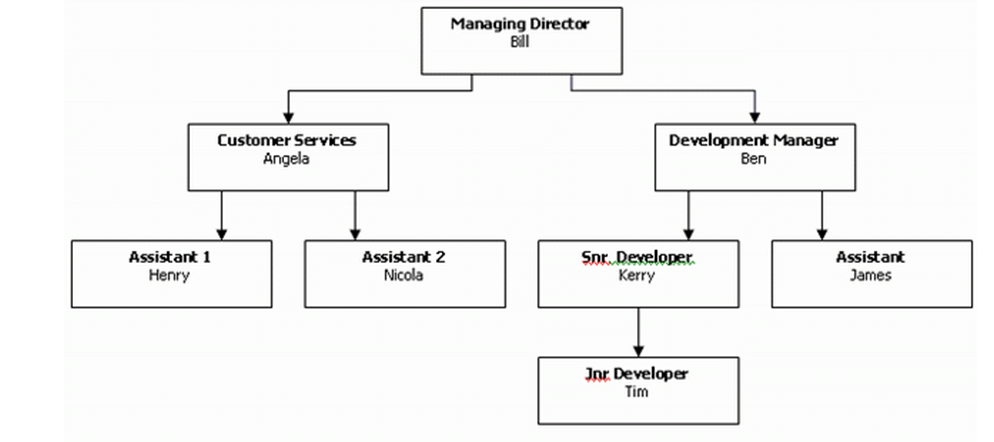 Managing Director
Bill
Customer Services
Angela
Development Manager
Ben
Assistant 1
Henry
Assistant 2
Nicola
Snr. Developer
Kerry
Assistant
James
Jnr Developer
Tim